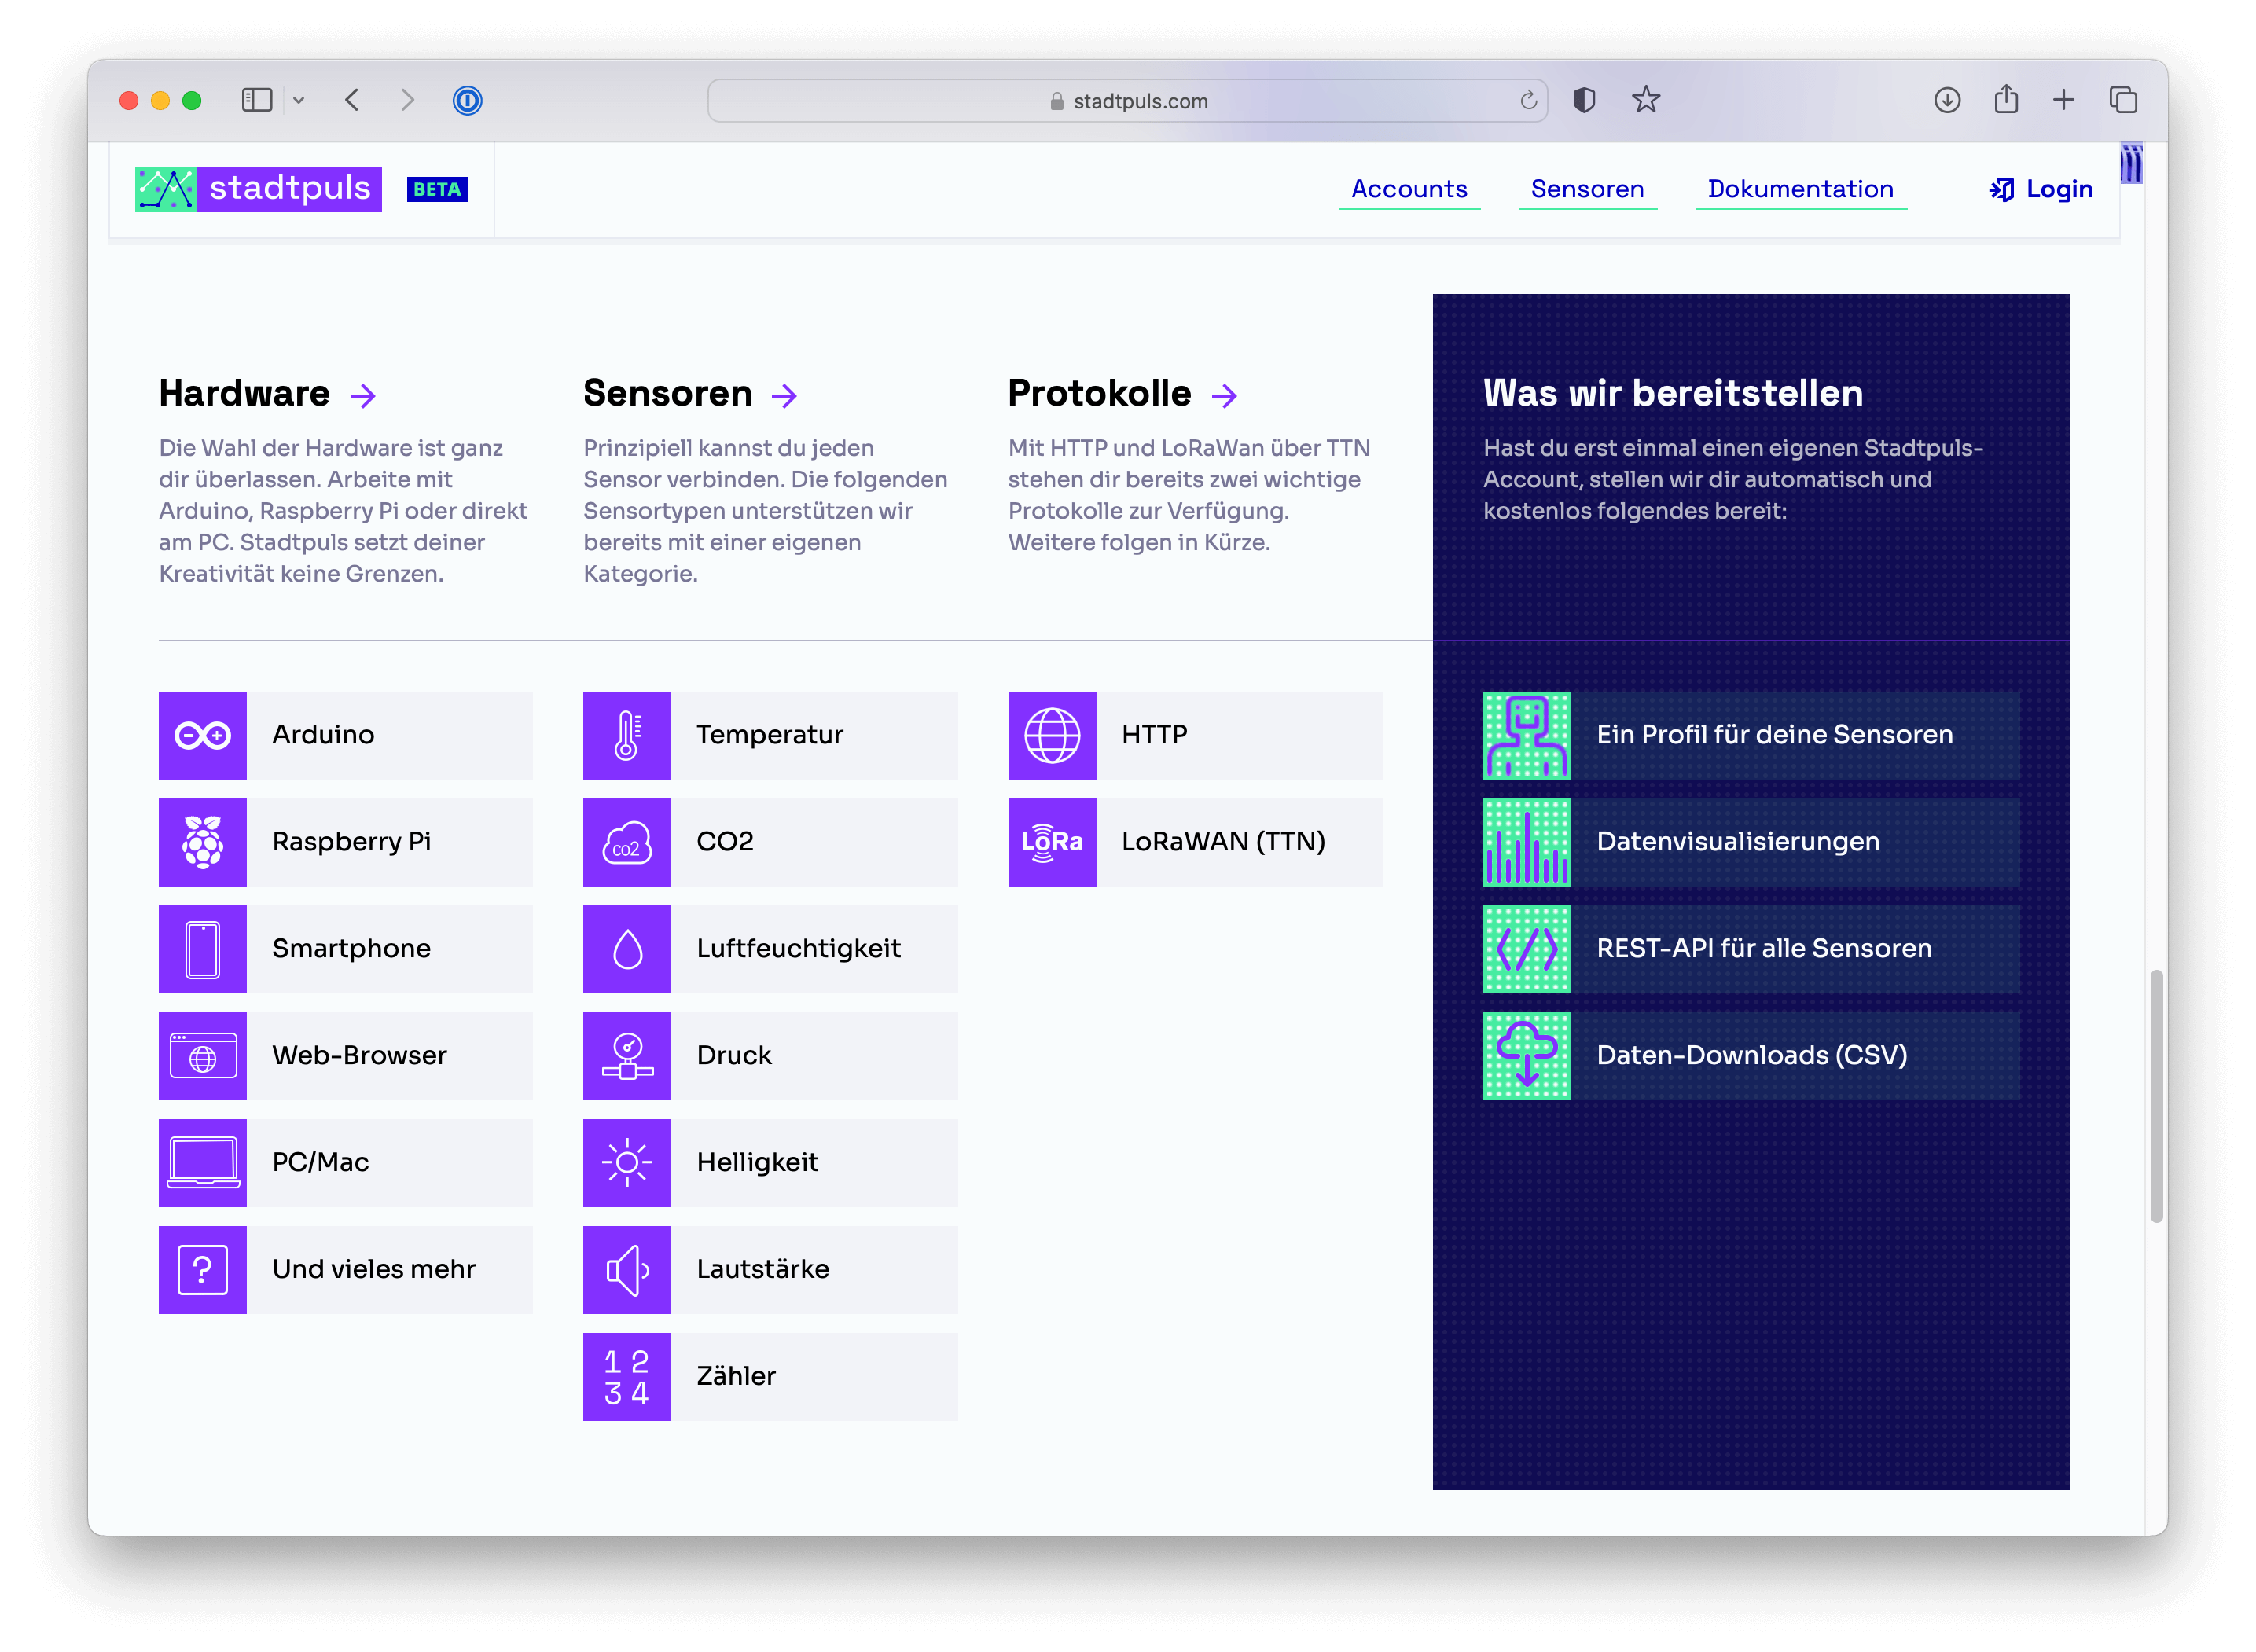 stadtpuls.com
stadtpuls BETA
Accounts Sensoren Dokumentation Login
Hardware →
Die Wahl der Hardware ist ganz
dir überlassen. Arbeite mit
Arduino, Raspberry Pi oder direkt
am PC. Stadtpuls setzt deiner
Kreativität keine Grenzen.
Arduino
Raspberry Pi
Smartphone
Web-Browser
PC/Mac
?
Und vieles mehr
Sensoren →
Prinzipiell kannst du jeden
Sensor verbinden. Die folgenden
Sensortypen unterstützen wir
bereits mit einer eigenen
Kategorie.
Temperatur
co2
CO2
Luftfeuchtigkeit
Druck
Helligkeit
Lautstärke
1 2
3 4
Zähler
Protokolle →
Mit HTTP und LoRaWan über TTN
stehen dir bereits zwei wichtige
Protokolle zur Verfügung.
Weitere folgen in Kürze.
HTTP
LoRa
LoRaWAN (TTN)
Was wir bereitstellen
Hast du erst einmal einen eigenen Stadtpuls-
Account, stellen wir dir automatisch und
kostenlos folgendes bereit:
Ein Profil für deine Sensoren
Datenvisualisierungen
REST-API für alle Sensoren
Daten-Downloads (CSV)